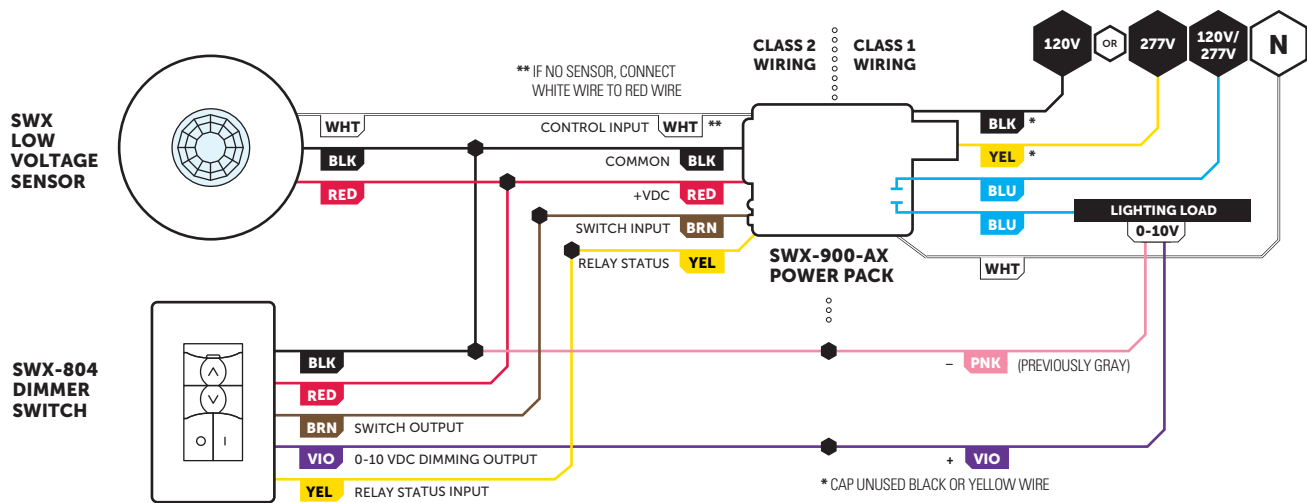 CLASS 2
WIRING
CLASS 1
WIRING
120V
OR
277V
120V/
277V
N
** IF NO SENSOR, CONNECT
WHITE WIRE TO RED WIRE
SWX
LOW
VOLTAGE
SENSOR
WHT
CONTROL INPUT
WHT **
BLK
COMMON
BLK
RED
+VDC
RED
SWITCH INPUT
BRN
RELAY STATUS
YEL
BLK *
YEL *
BLU
BLU
LIGHTING LOAD
0-10V
WHT
SWX-900-AX
POWER PACK
SWX-804
DIMMER
SWITCH
O I
BLK
RED
BRN SWITCH OUTPUT
VIO 0-10 VDC DIMMING OUTPUT
YEL RELAY STATUS INPUT
– PNK (PREVIOUSLY GRAY)
+ VIO
* CAP UNUSED BLACK OR YELLOW WIRE